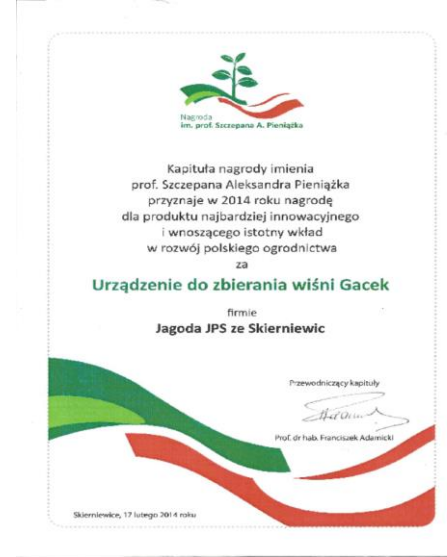 Nagroda
im. prof. Szczepana A. Pieniążka
Kapituła nagrody imienia
prof. Szczepana Aleksandra Pieniążka
przyznaje w 2014 roku nagrodę
dla produktu najbardziej innowacyjnego
i wnoszącego istotny wkład
w rozwój polskiego ogrodnictwa
za
Urządzenie do zbierania wiśni Gacek
firmie
Jagoda JPS ze Skierniewic
Przewodniczący kapituły
Prof. dr hab. Franciszek Adamicki
Skierniewice, 17 lutego 2014 roku